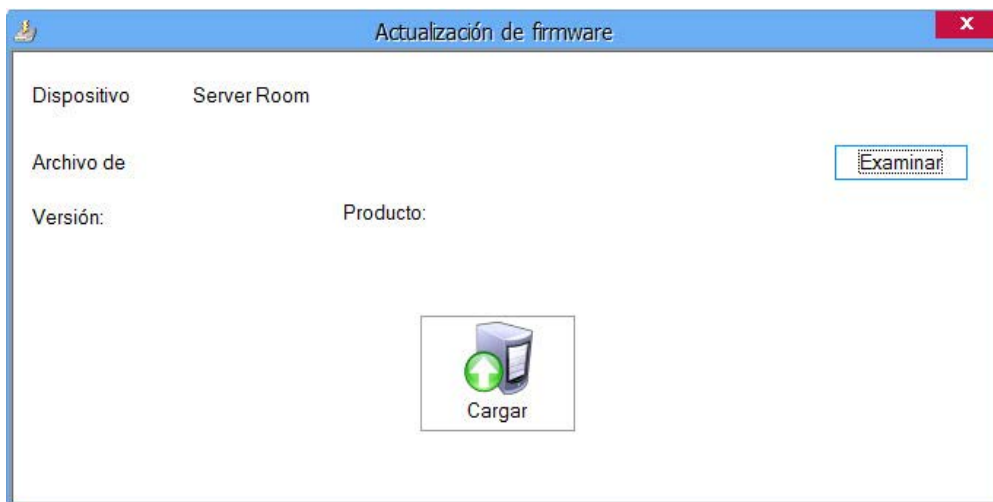 Actualización de firmware
x
Dispositivo Server Room
Archivo de Examinar
Versión: Producto:
Cargar